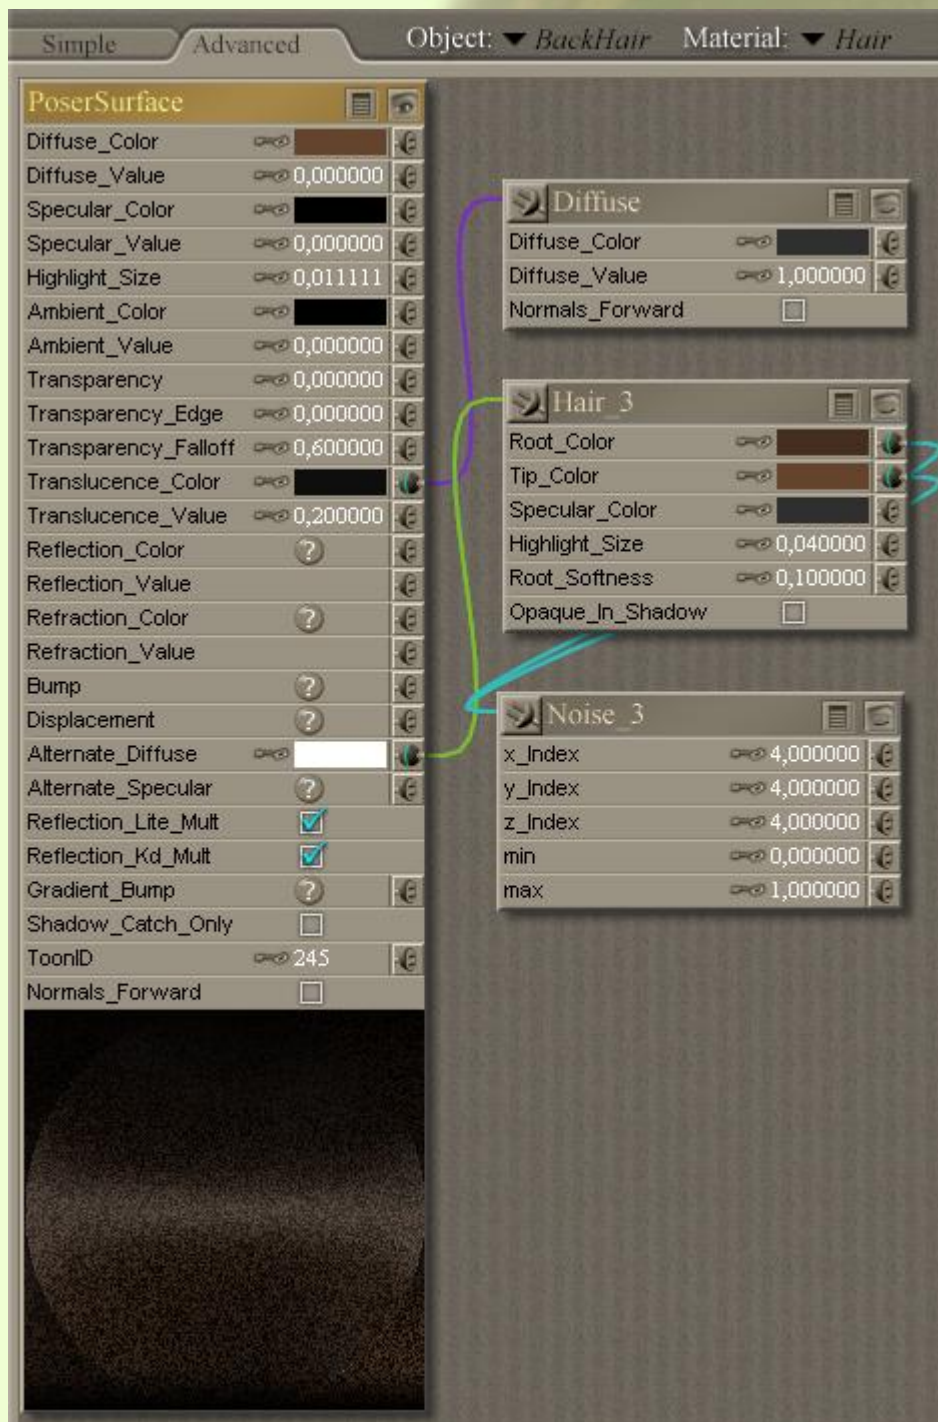 Simple Advanced Object: BackHair Material: Hair
PoserSurface
Diffuse_Color
Diffuse_Value 0,000000
Specular_Color
Specular_Value 0,000000
Highlight_Size 0,011111
Ambient_Color
Ambient_Value 0,000000
Transparency 0,000000
Transparency_Edge 0,000000
Transparency_Falloff 0,600000
Translucence_Color
Translucence_Value 0,200000
Reflection_Color ?
Reflection_Value
Refraction_Color ?
Refraction_Value
Bump ?
Displacement ?
Alternate_Diffuse
Alternate_Specular ?
Reflection_Lite_Mult
Reflection_Kd_Mult
Gradient_Bump ?
Shadow_Catch_Only
ToonID 245
Normals_Forward
Diffuse
Diffuse_Color
Diffuse_Value 1,000000
Normals_Forward
Hair_3
Root_Color
Tip_Color
Specular_Color
Highlight_Size 0,040000
Root_Softness 0,100000
Opaque_In_Shadow
Noise_3
x_Index 4,000000
y_Index 4,000000
z_Index 4,000000
min 0,000000
max 1,000000